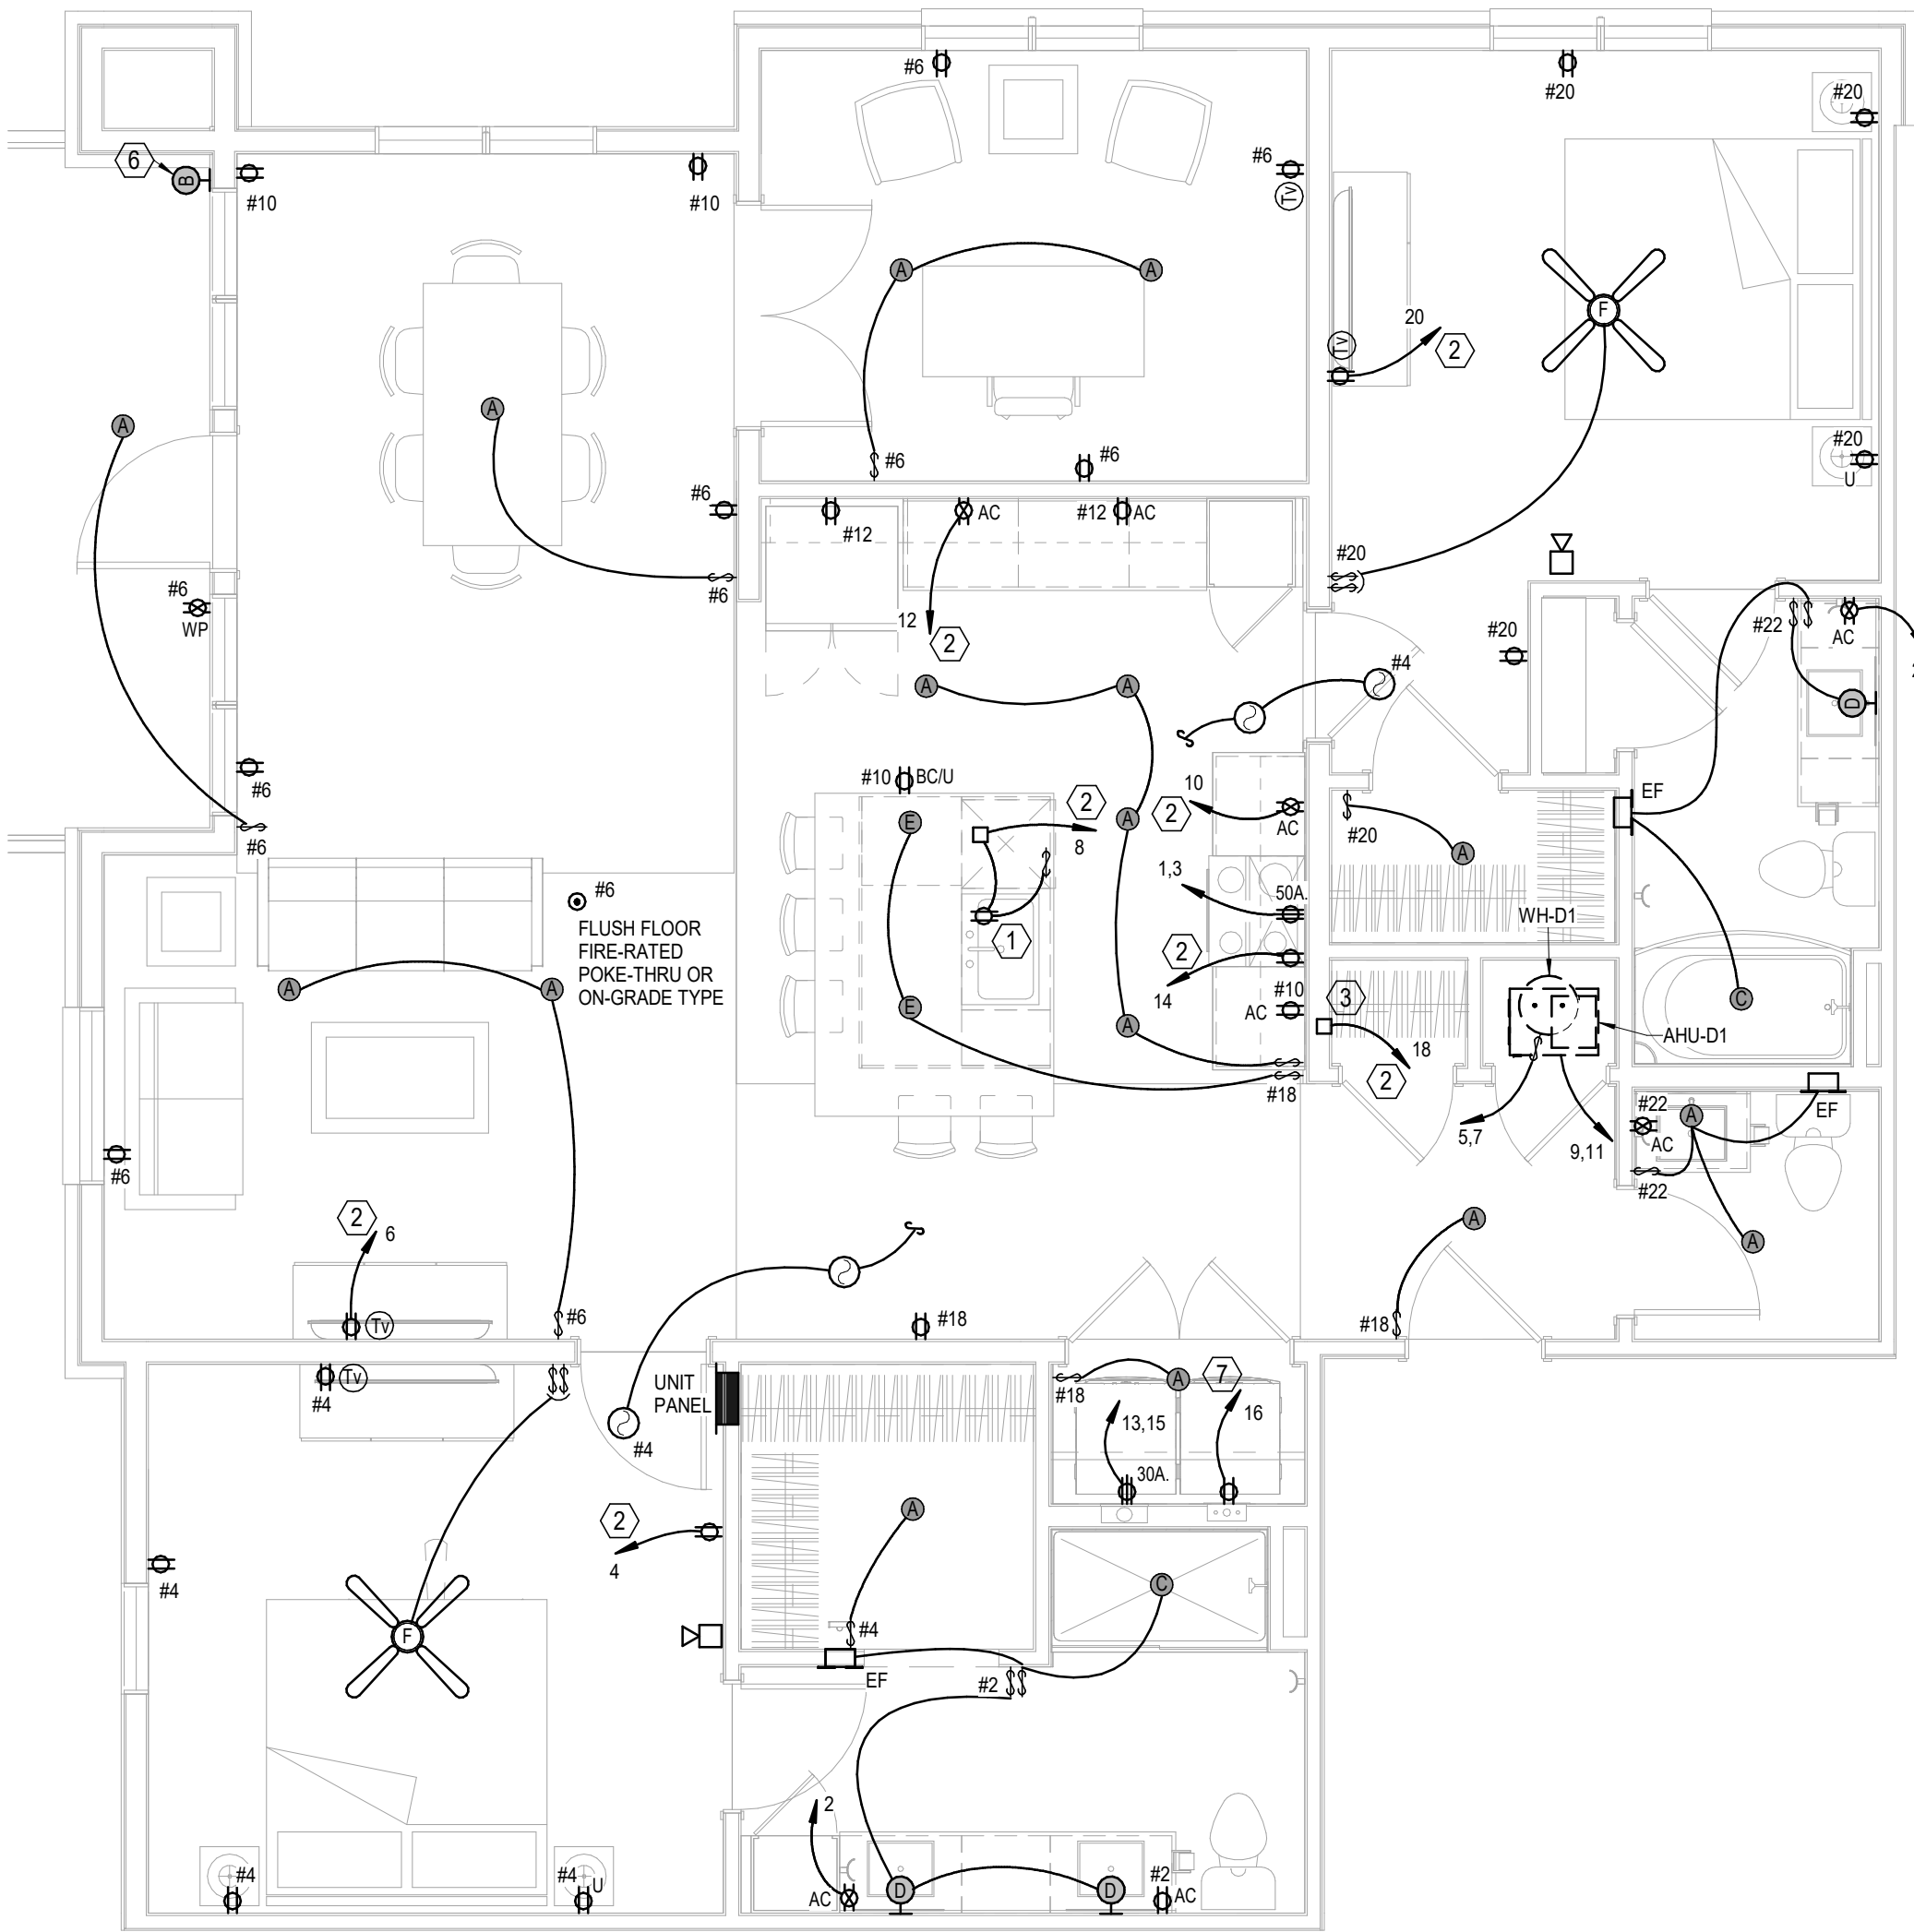 #6
#20
#20
6
B
#6
#10
#10
Tv
A
A
F
20
Tv
2
A
A
#6
#6
#20
U
#6
#12
AC
#12
AC
#20
#6
#6
WP
12
2
#22
AC
#20
#4
A
A
D
#10
BC/U
2
10
2
AC
EF
#6
E
A
#20
A
#6
8
1,3
50A.
#6
FLUSH FLOOR
FIRE-RATED
POKE-THRU OR
ON-GRADE TYPE
1
2
WH-D1
A
A
14
#10
3
C
E
A
AC
18
AHU-D1
2
#18
5,7
9,11
#22
A
EF
AC
#22
#6
2
6
A
A
Tv
#6
#18
#18
Tv
#4
UNIT
PANEL
#18
A
7
13,15
16
#4
30A.
2
4
A
#4
C
F
#4
EF
#2
2
#4
#4
U
AC
D
D
#2
AC